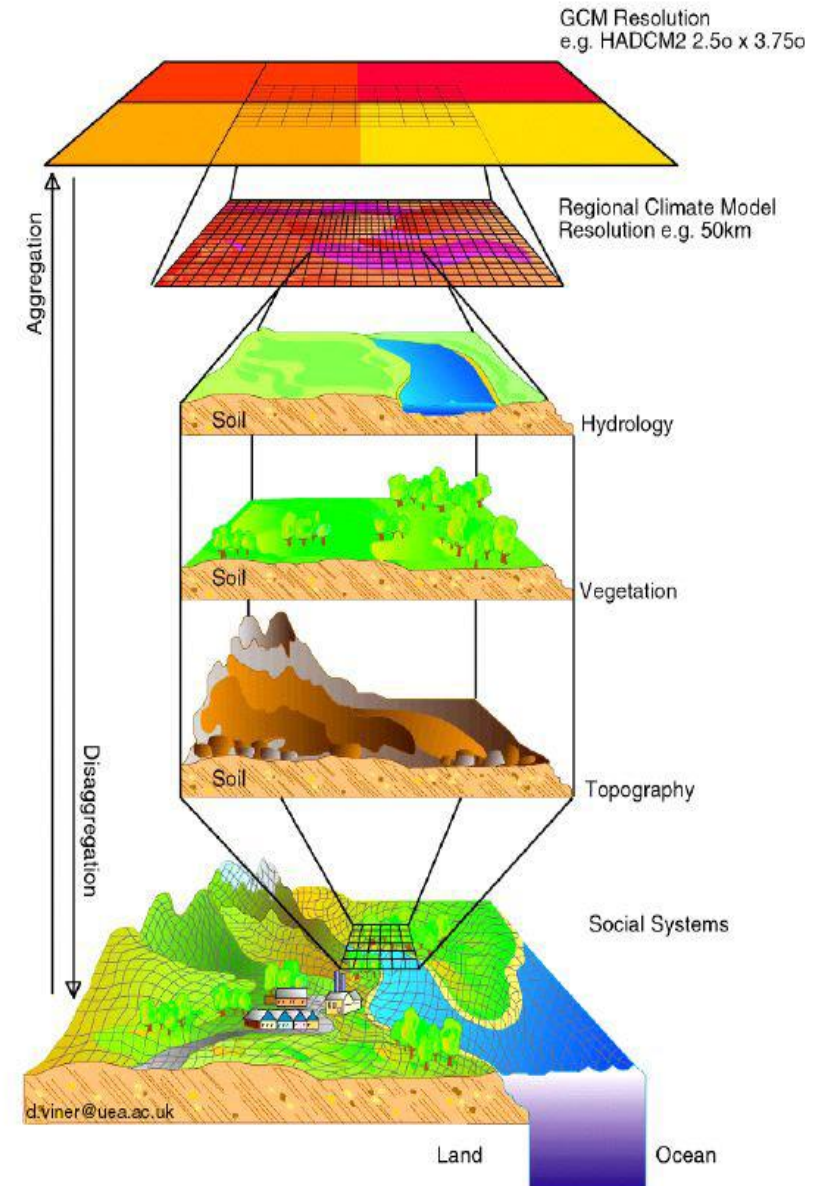 GCM Resolution
e.g. HADCM2 2.5o x 3.75o
Regional Climate Model
Resolution e.g. 50km
Aggregation
Soil
Hydrology
Soil
Vegetation
Disaggregation
Soil
Topography
Social Systems
d.viner@uea.ac.uk
Land
Ocean